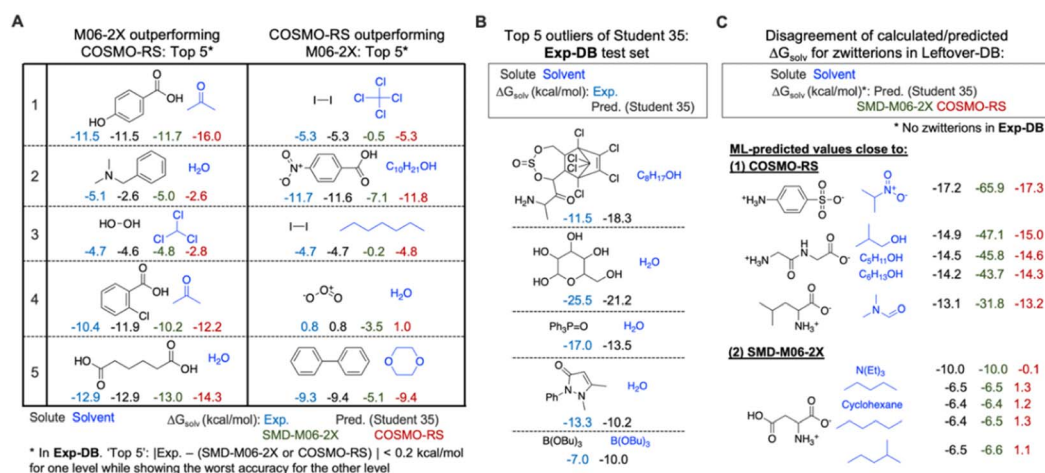 A
M06-2X outperforming
COSMO-RS: Top 5*
COSMO-RS outperforming
M06-2X: Top 5*
1
OH
O
O
HO
-11.5 -11.5 -11.7 -16.0
I I
Cl
Cl
Cl
Cl
-5.3 -5.3 -0.5 -5.3
2
N
H₂O
-5.1 -2.6 -5.0 -2.6
O
N⁺
⁻O
O
OH
C₁₀H₂₁OH
-11.7 -11.6 -7.1 -11.8
3
HO-OH
Cl
Cl
Cl
-4.7 -4.6 -4.8 -2.8
I I
-4.7 -4.7 -0.2 -4.8
4
O
OH
Cl
O
-10.4 -11.9 -10.2 -12.2
⁻O O⁺ O
H₂O
0.8 0.8 -3.5 1.0
5
HO
O
O
OH
H₂O
-12.9 -12.9 -13.0 -14.3
O
O
-9.3 -9.4 -5.1 -9.4
Solute Solvent ΔGsolv (kcal/mol): Exp. Pred. (Student 35)
SMD-M06-2X COSMO-RS
* In Exp-DB. 'Top 5': |Exp. – (SMD-M06-2X or COSMO-RS) | < 0.2 kcal/mol
for one level while showing the worst accuracy for the other level
B
Top 5 outliers of Student 35:
Exp-DB test set
Solute Solvent
ΔGsolv (kcal/mol): Exp.
Pred. (Student 35)
O
O=S
O
Cl
Cl
Cl
Cl
Cl
Cl
H₂N
O
C₈H₁₇OH
-11.5 -18.3
OH
HO
OH
HO
O
OH
H₂O
-25.5 -21.2
Ph₃P=O H₂O
-17.0 -13.5
O
Ph
N
N
H₂O
-13.3 -10.2
B(OBu)₃ B(OBu)₃
-7.0 -10.0
C
Disagreement of calculated/predicted
ΔGsolv for zwitterions in Leftover-DB:
Solute Solvent
ΔGsolv (kcal/mol)*: Pred. (Student 35)
SMD-M06-2X COSMO-RS
* No zwitterions in Exp-DB
ML-predicted values close to:
(1) COSMO-RS
⁺H₃N
O
S-O⁻
O
O
N⁺
O⁻
-17.2 -65.9 -17.3
⁺H₃N
O
H
N
O
O⁻
OH
-14.9 -47.1 -15.0
C₅H₁₁OH -14.5 -45.8 -14.6
C₆H₁₃OH -14.2 -43.7 -14.3
O
O⁻
NH₃⁺
N
O
-13.1 -31.8 -13.2
(2) SMD-M06-2X
HO
O
O
O⁻
NH₃⁺
N(Et)₃ -10.0 -10.0 -0.1
-6.5 -6.5 1.3
Cyclohexane -6.4 -6.4 1.2
-6.4 -6.5 1.3
-6.5 -6.6 1.1